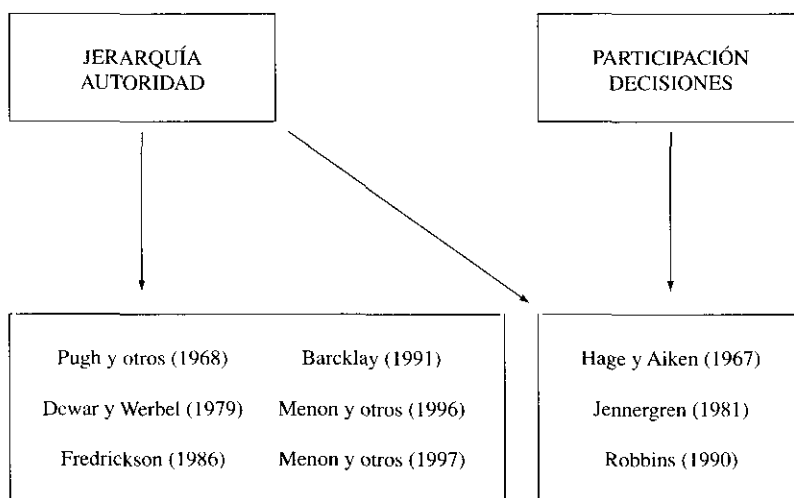 JERARQUÍA
AUTORIDAD
PARTICIPACIÓN
DECISIONES
Pugh y otros (1968)
Barcklay (1991)
Dewar y Werbel (1979)
Menon y otros (1996)
Fredrickson (1986)
Menon y otros (1997)
Hage y Aiken (1967)
Jennergren (1981)
Robbins (1990)